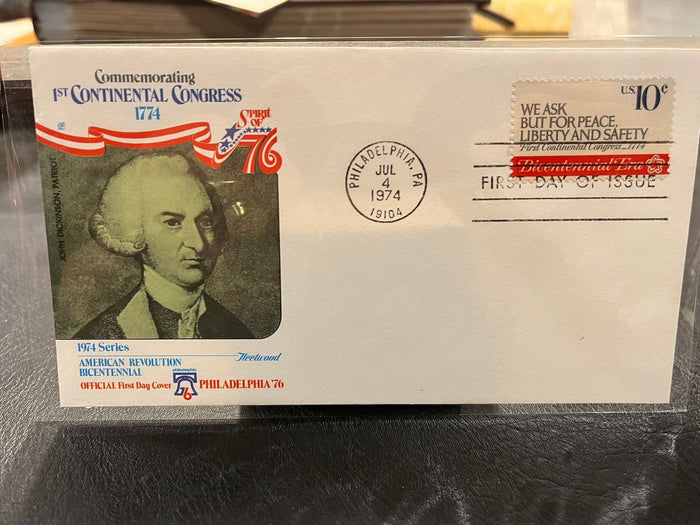 Commemorating
1ST CONTINENTAL CONGRESS
1774
SPIRIT
OF
76
JOHN DICKINSON, PATRIOT
1974 Series
Fleetwood
AMERICAN REVOLUTION
BICENTENNIAL
OFFICIAL First Day Cover
philadelphia
76
PHILADELPHIA '76
PHILADELPHIA, PA
JUL
4
1974
19104
U.S. 10c
WE ASK
BUT FOR PEACE,
LIBERTY AND SAFETY
First Continental Congress...1774
Bicentennial Era
FIRST DAY OF ISSUE